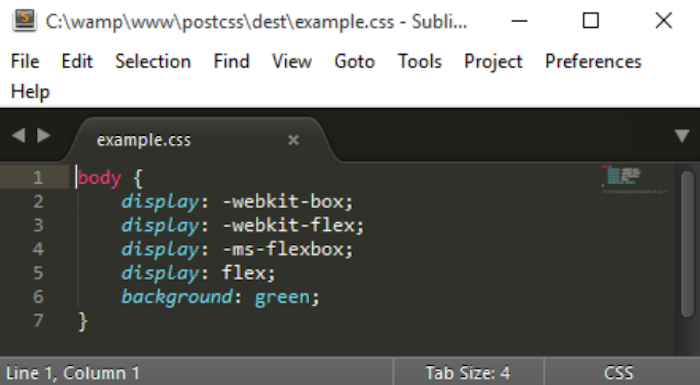 C:\wamp\www\postcss\dest\example.css - Subli...
File Edit Selection Find View Goto Tools Project Preferences
Help
example.css
1 body {
2 display: -webkit-box;
3 display: -webkit-flex;
4 display: -ms-flexbox;
5 display: flex;
6 background: green;
7 }
Line 1, Column 1 Tab Size: 4 CSS